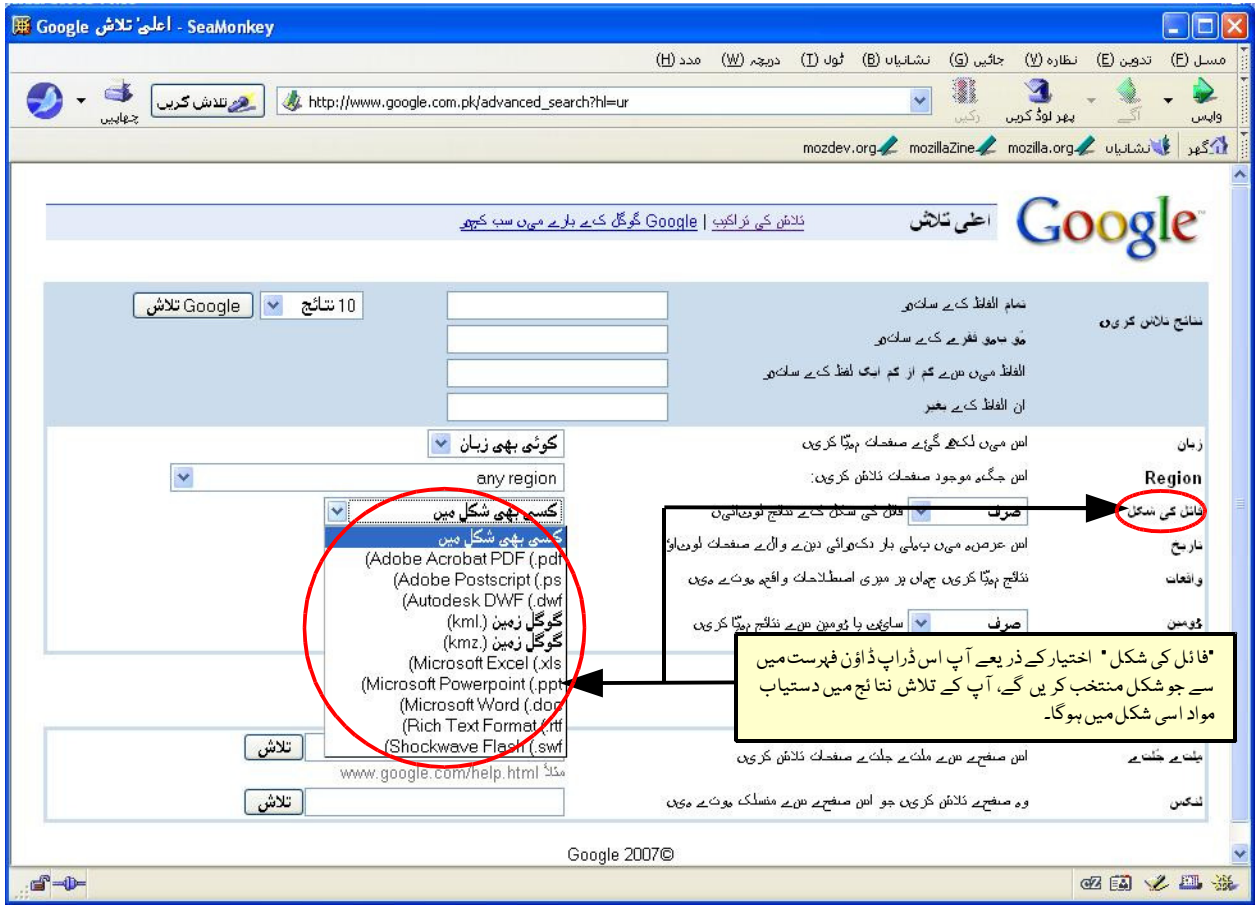 Google اعلیٰ تلاش - SeaMonkey
مسل (F) تدوین (E) نظارہ (V) جائیں (G) نشانیاں (B) ٹول (T) دریچہ (W) مدد (H)
واپس آگے پھر لوڈ کریں رکیں http://www.google.com.pk/advanced_search?hl=ur تلاش کریں چھاپیں
گھر نشانیاں mozilla.org mozillaZine mozdev.org
Google اعلی تلاش
تلاش کی تراکیب | Google گوگل کے بارے میں سب کچھ
نتائج تلاش کریں
تمام الفاظ کے ساتھ 10 نتائج Google تلاش
ہو بہو فقرے کے ساتھ
الفاظ میں سے کم از کم ایک لفظ کے ساتھ
ان الفاظ کے بغیر
زبان اس میں لکھے گئے صفحات مہیّا کریں کوئی بھی زبان
Region اس جگہ موجود صفحات تلاش کریں: any region
فائل کی شکل صرف فائل کی شکل کے نتائج لوٹائیں کسی بھی شکل میں
کسی بھی شکل میں
Adobe Acrobat PDF (.pdf)
Adobe Postscript (.ps)
Autodesk DWF (.dwf)
گوگل زمین (.kml)
گوگل زمین (.kmz)
Microsoft Excel (.xls)
Microsoft Powerpoint (.ppt)
Microsoft Word (.doc)
Rich Text Format (.rtf)
Shockwave Flash (.swf)
تاریخ اس عرصہ میں پہلی بار دکھائی دینے والے صفحات
واقعات نتائج مہیّا کریں جہاں پر میری اصطلاحات واقع ہوتے ہیں
ڈومین صرف سایٔٹ یا ڈومین سے نتائج مہیّا کریں
"فائل کی شکل" اختیار کے ذریعے آپ اس ڈراپ ڈاؤن فہرست میں
سے جو شکل منتخب کریں گے، آپ کے تلاش نتائج میں دستیاب
مواد اسی شکل میں ہوگا۔
ملتے جُلتے اس صفحے سے ملتے جلتے صفحات تلاش کریں تلاش
مثلاً www.google.com/help.html
لنکس وہ صفحے تلاش کریں جو اس صفحے سے منسلک ہوتے ہیں تلاش
Google 2007©